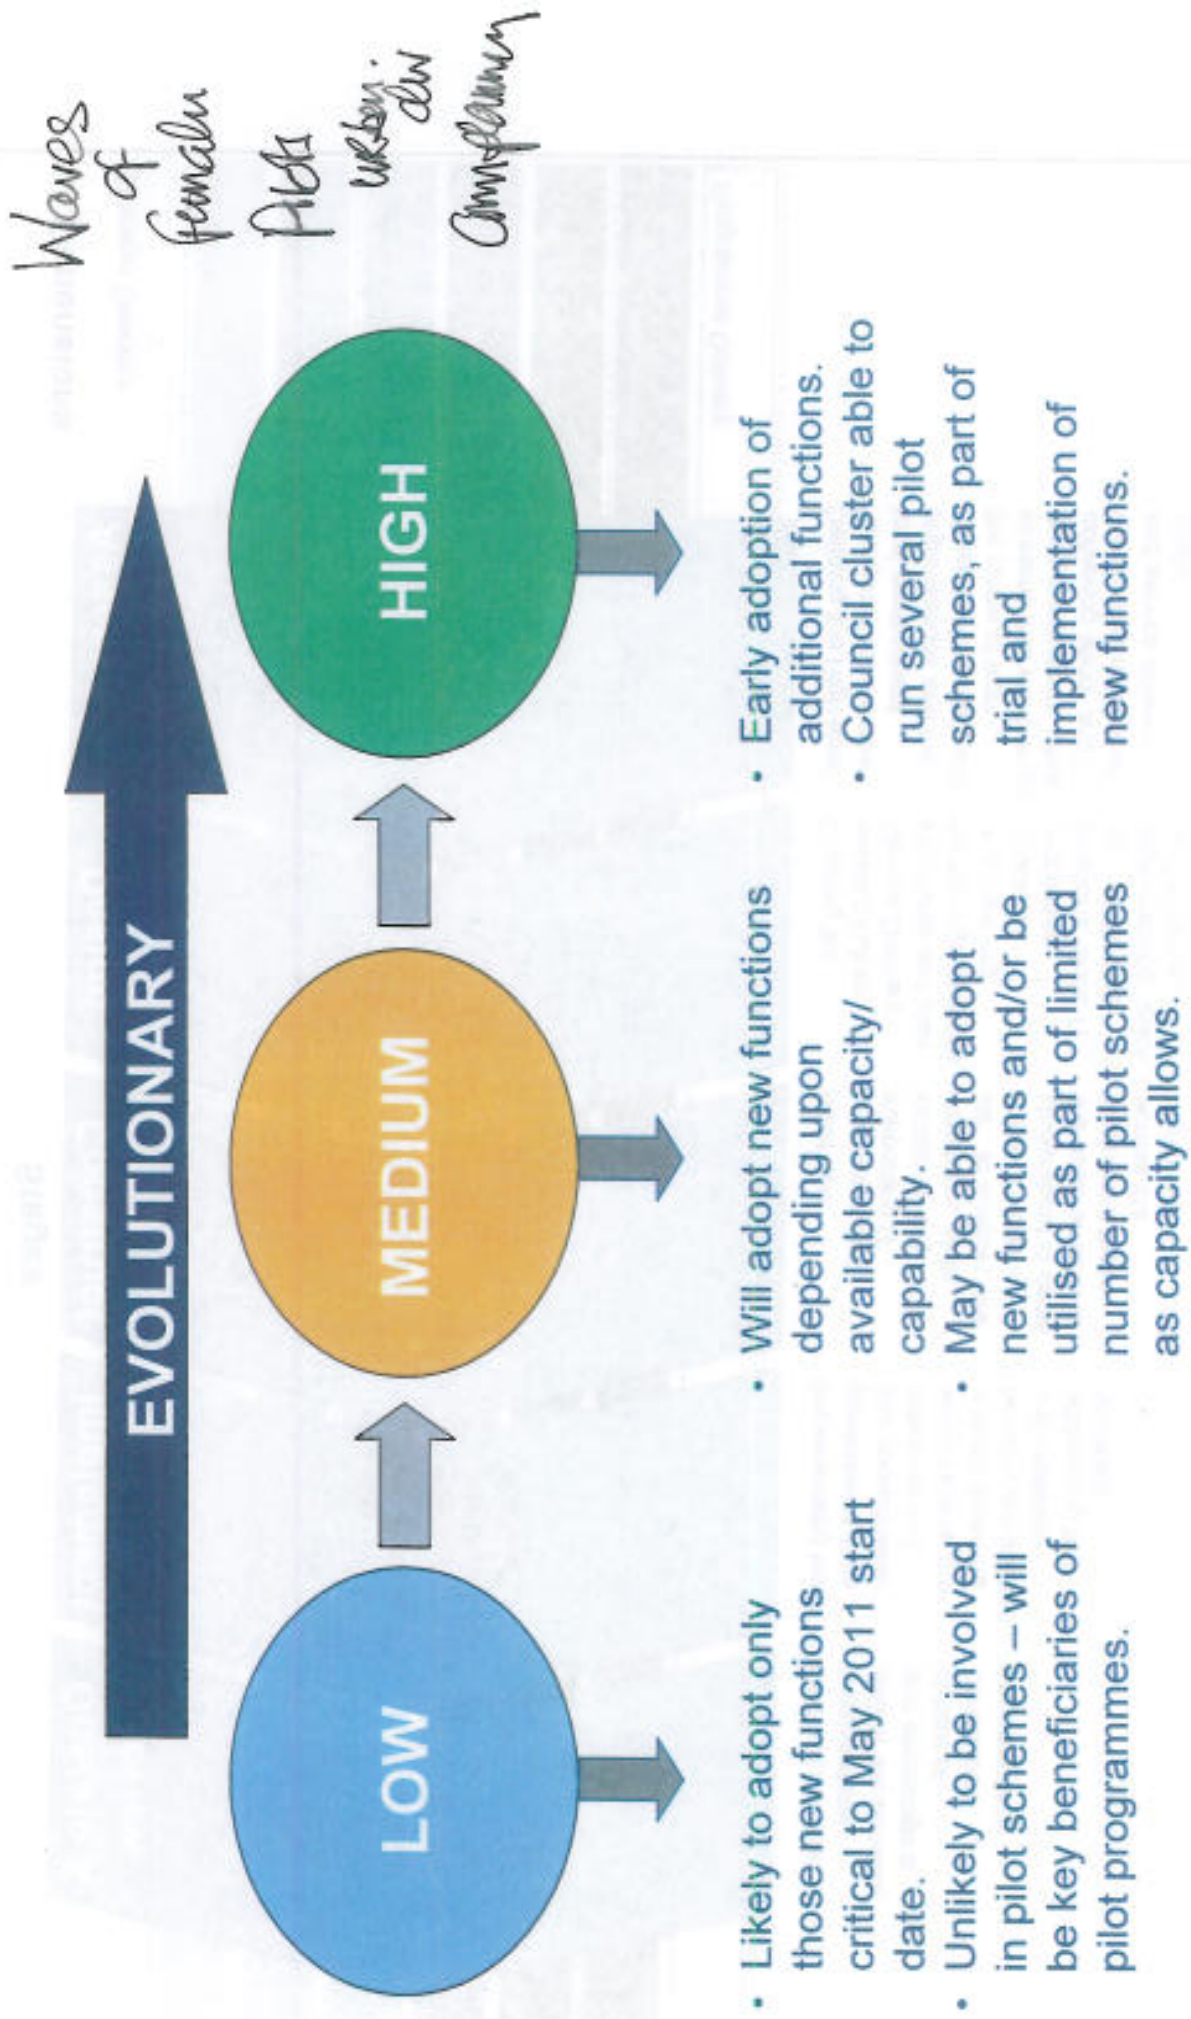 EVOLUTIONARY
Waves
of
LOW
MEDIUM
HIGH
• Likely to adopt only
those new functions
critical to May 2011 start
date.
• Unlikely to be involved
in pilot schemes – will
be key beneficiaries of
pilot programmes.
• Will adopt new functions
depending upon
available capacity/
capability.
• May be able to adopt
new functions and/or be
utilised as part of limited
number of pilot schemes
as capacity allows.
• Early adoption of
additional functions.
• Council cluster able to
run several pilot
schemes, as part of
trial and
implementation of
new functions.